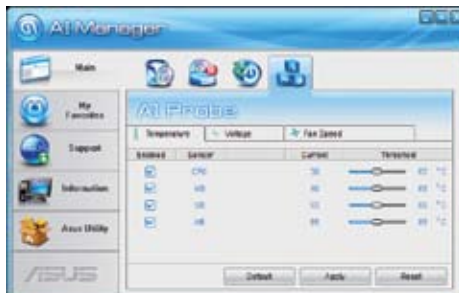 AI Manager
Main
My
Favorites
Support
Information
Asus Utility
ASUS
AI Probe
Temperature
Voltage
Fan Speed
Enabled Sensor Current Threshold
CPU
°C
°C
°C
°C
Default Apply Reset